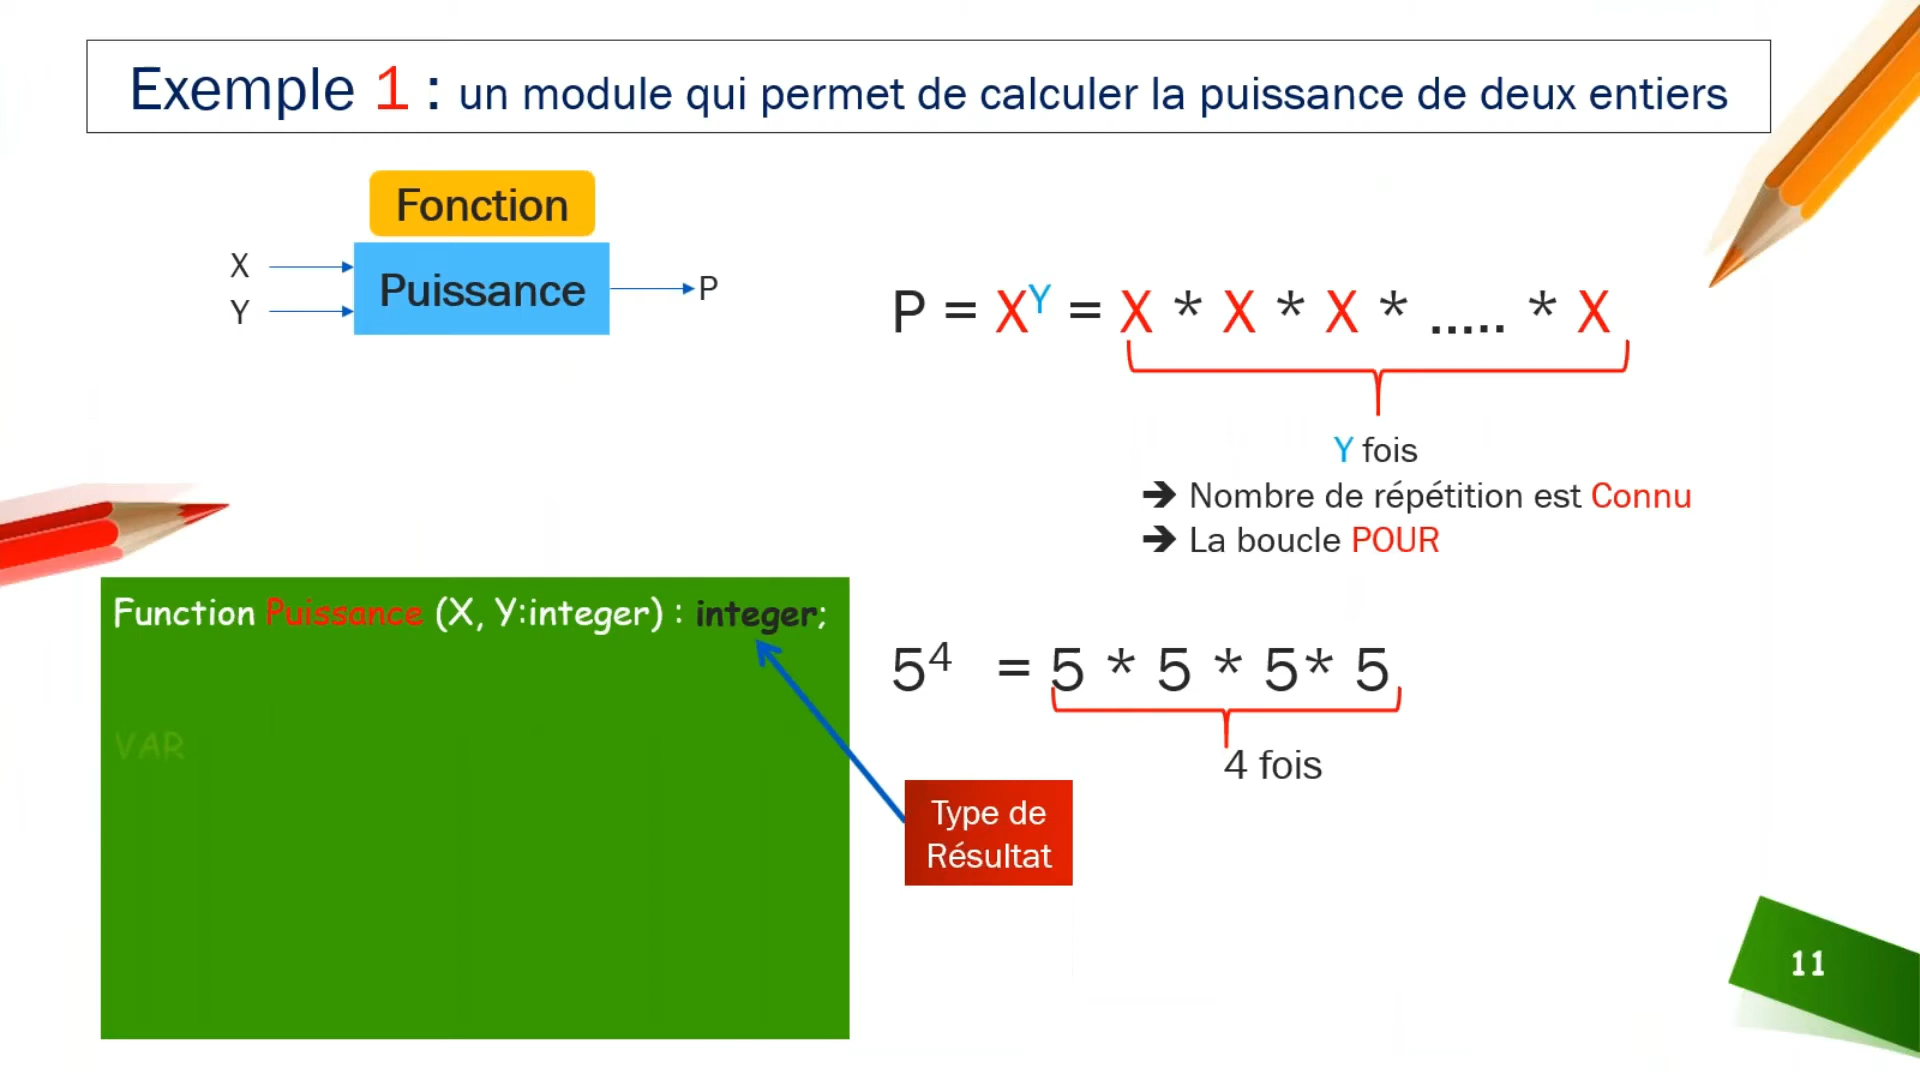 Exemple 1 : un module qui permet de calculer la puissance de deux entiers
Fonction
X
Y
Puissance
P
P = Xʸ = X * X * X * ..... * X
Y fois
➔ Nombre de répétition est Connu
➔ La boucle POUR
Function Puissance (X, Y:integer) : integer;
VAR
5⁴ = 5 * 5 * 5* 5
4 fois
Type de
Résultat
11